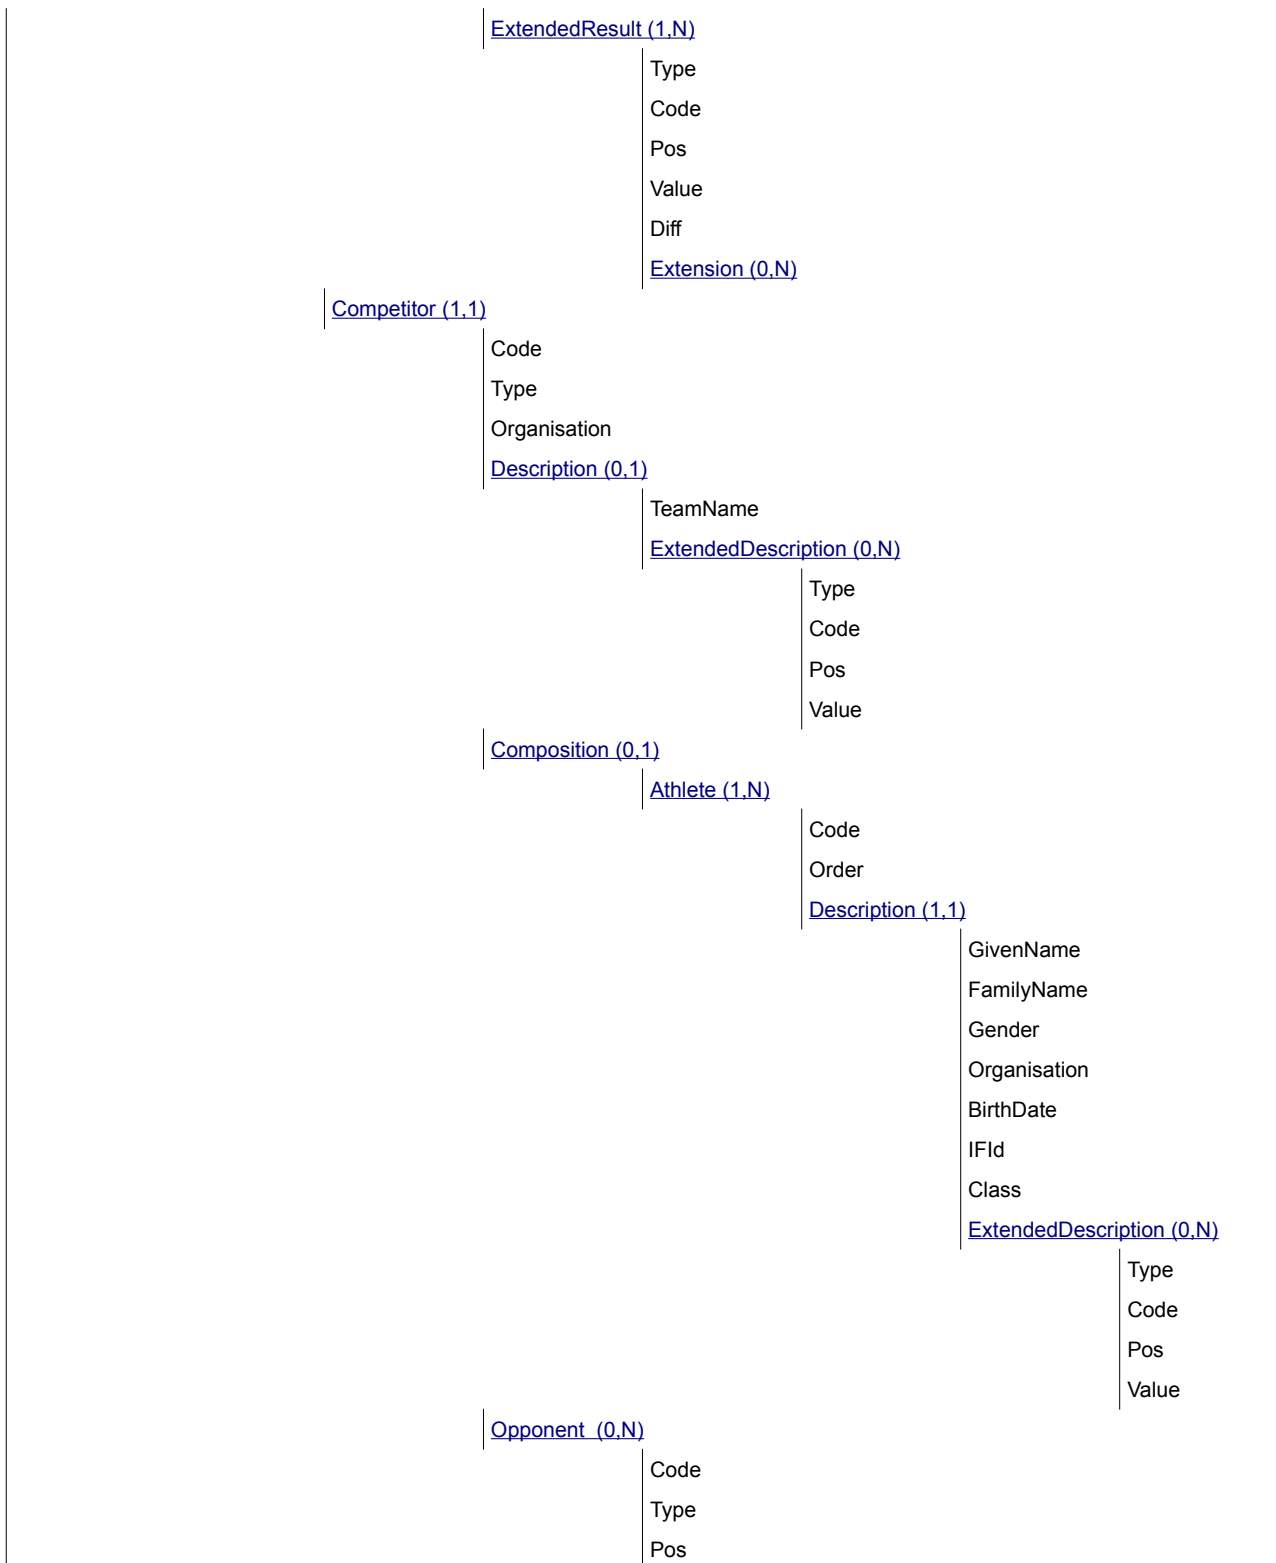 ExtendedResult (1,N)
Type
Code
Pos
Value
Diff
Extension (0,N)
Competitor (1,1)
Code
Type
Organisation
Description (0,1)
TeamName
ExtendedDescription (0,N)
Type
Code
Pos
Value
Composition (0,1)
Athlete (1,N)
Code
Order
Description (1,1)
GivenName
FamilyName
Gender
Organisation
BirthDate
IFId
Class
ExtendedDescription (0,N)
Type
Code
Pos
Value
Opponent  (0,N)
Code
Type
Pos